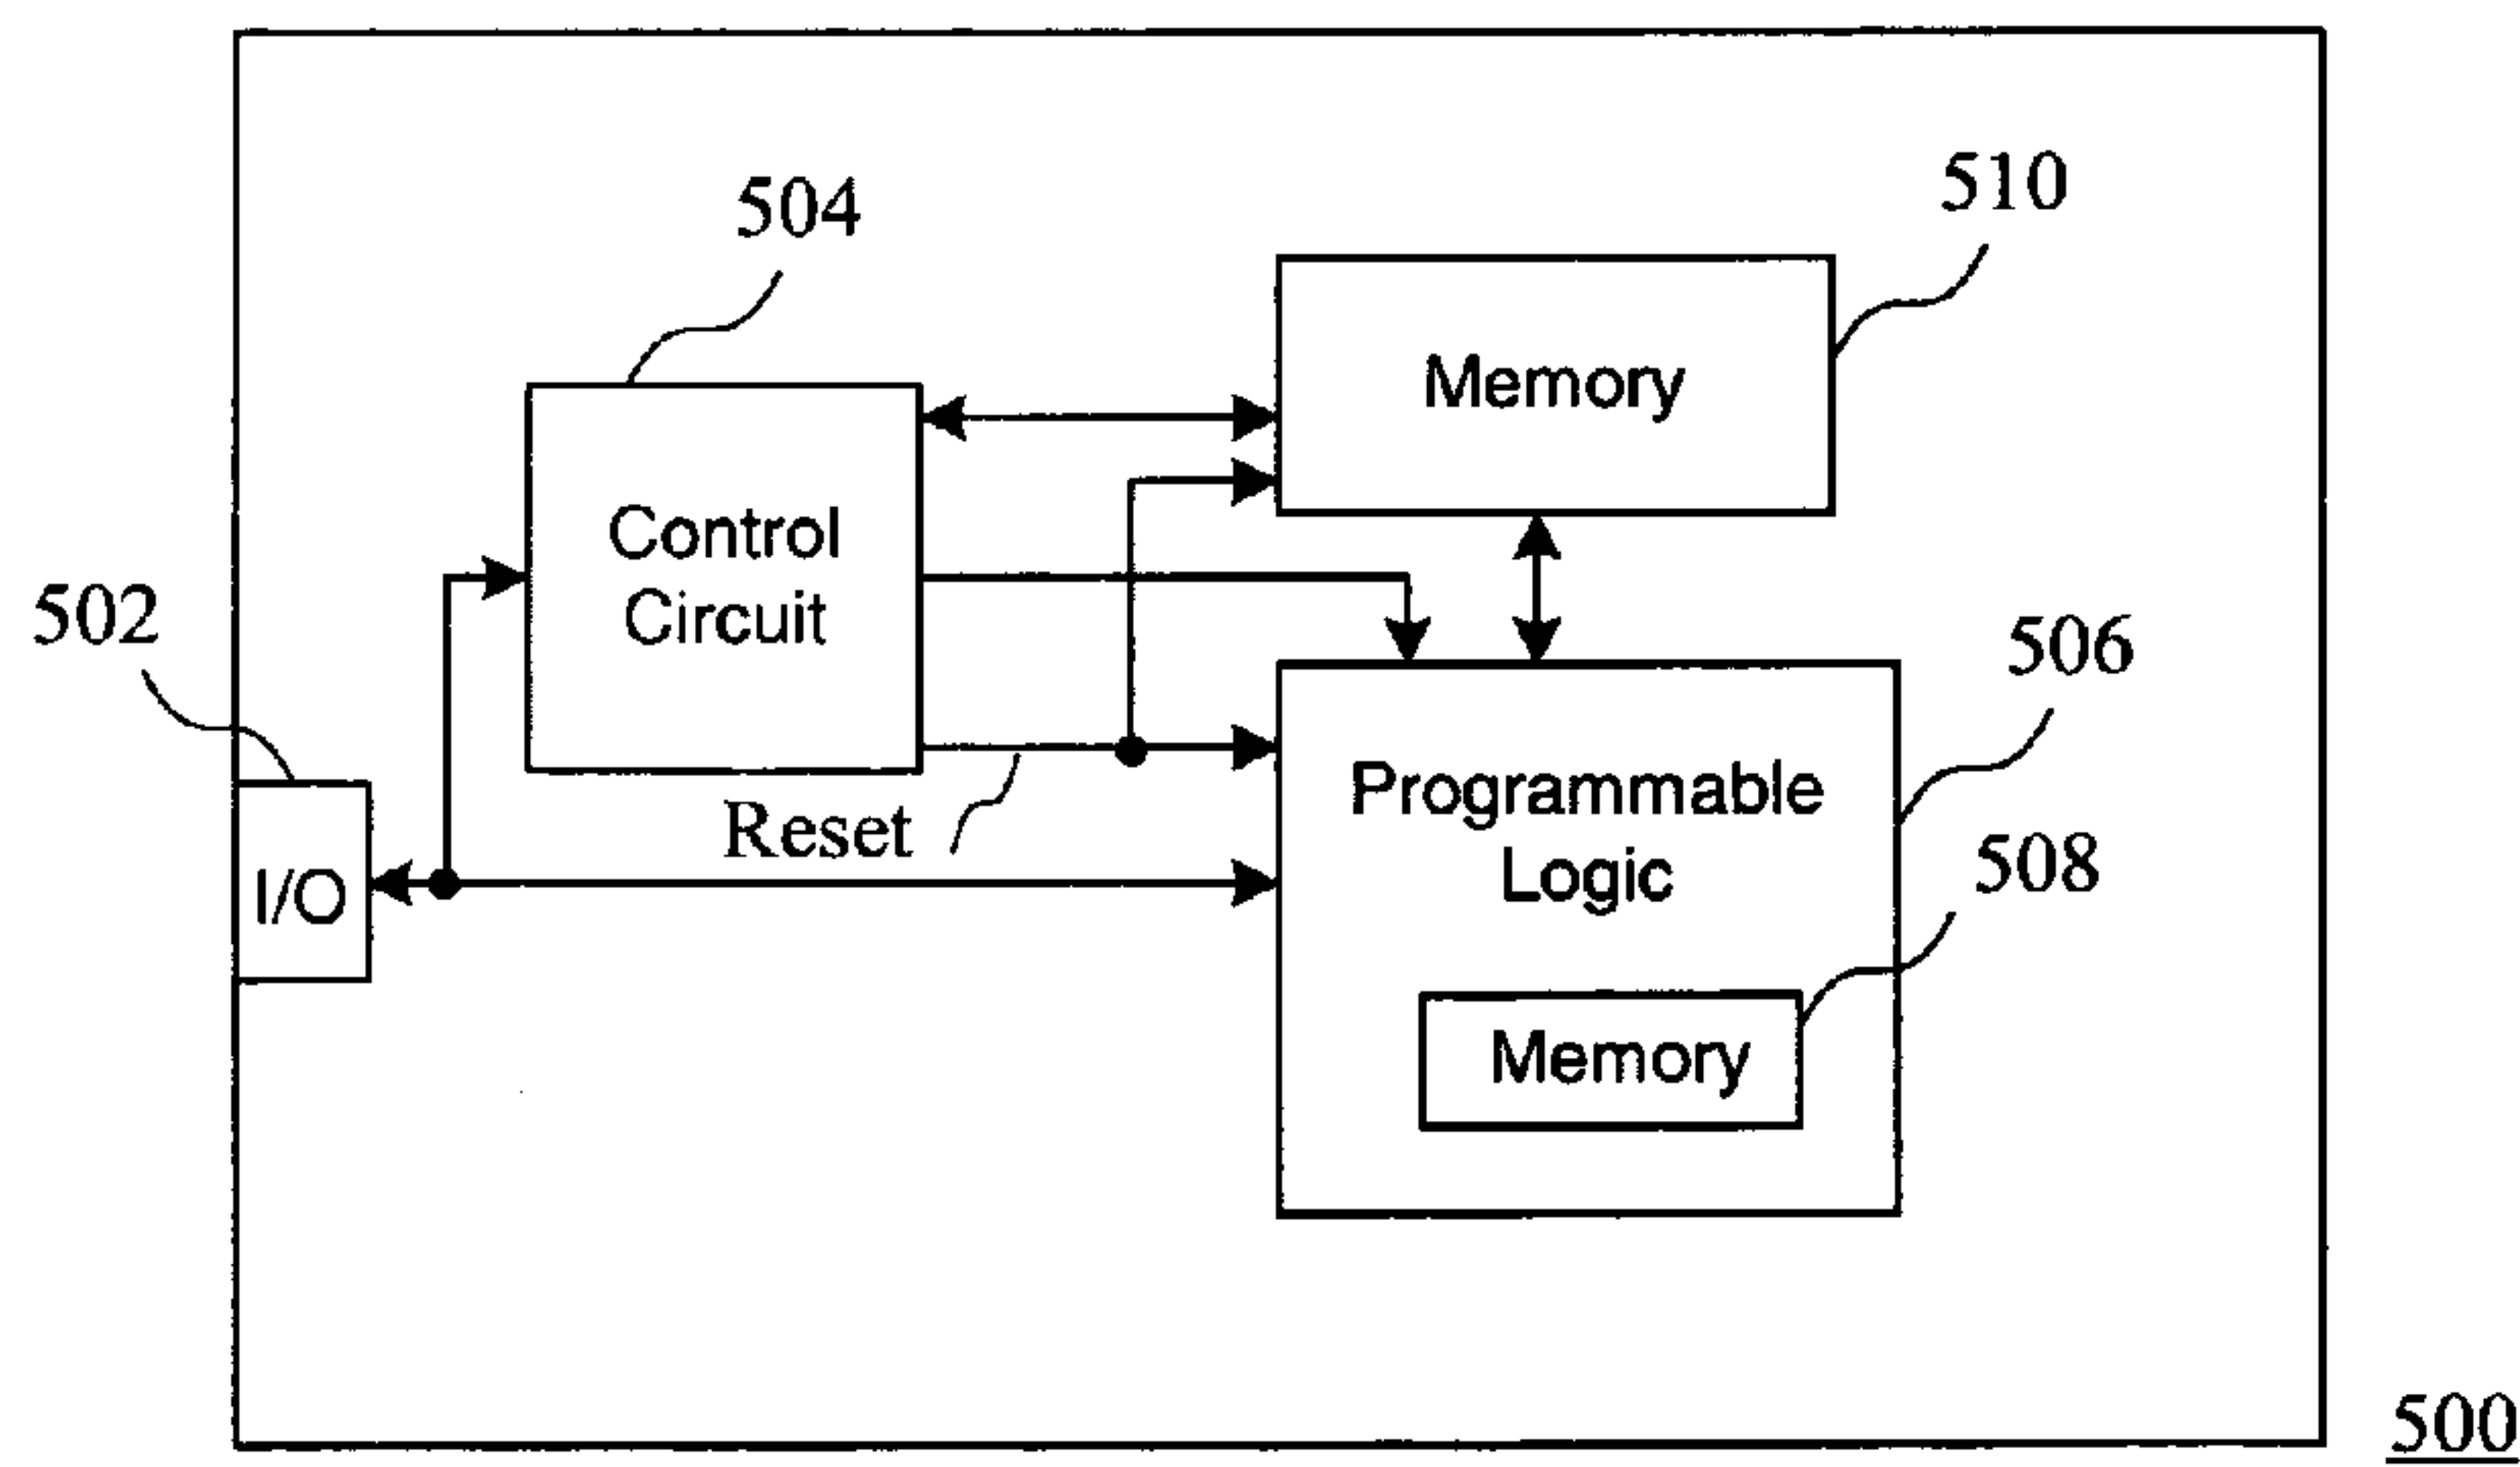 504
510
Memory
Control
Circuit
502
506
Programmable
Logic
Reset
508
I/O
Memory
500